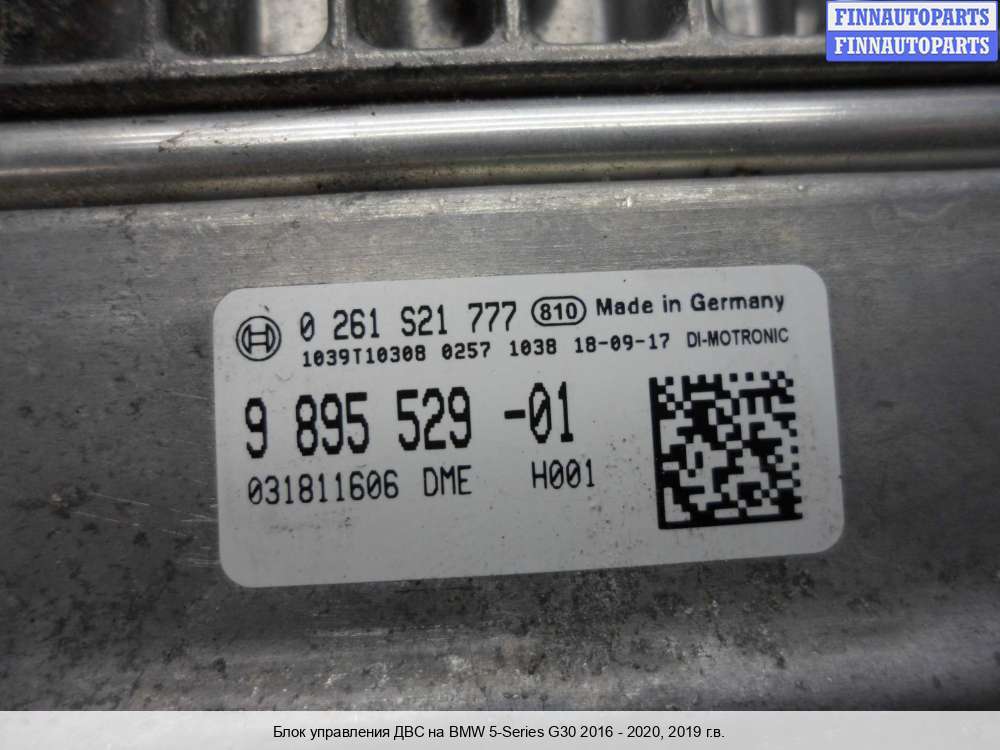 FINNAUTOPARTS
FINNAUTOPARTS
0 261 S21 777 810 Made in Germany
1039T10308 0257 1038 18-09-17 DI-MOTRONIC
9 895 529 -01
031811606 DME H001
Блок управления ДВС на BMW 5-Series G30 2016 - 2020, 2019 г.в.